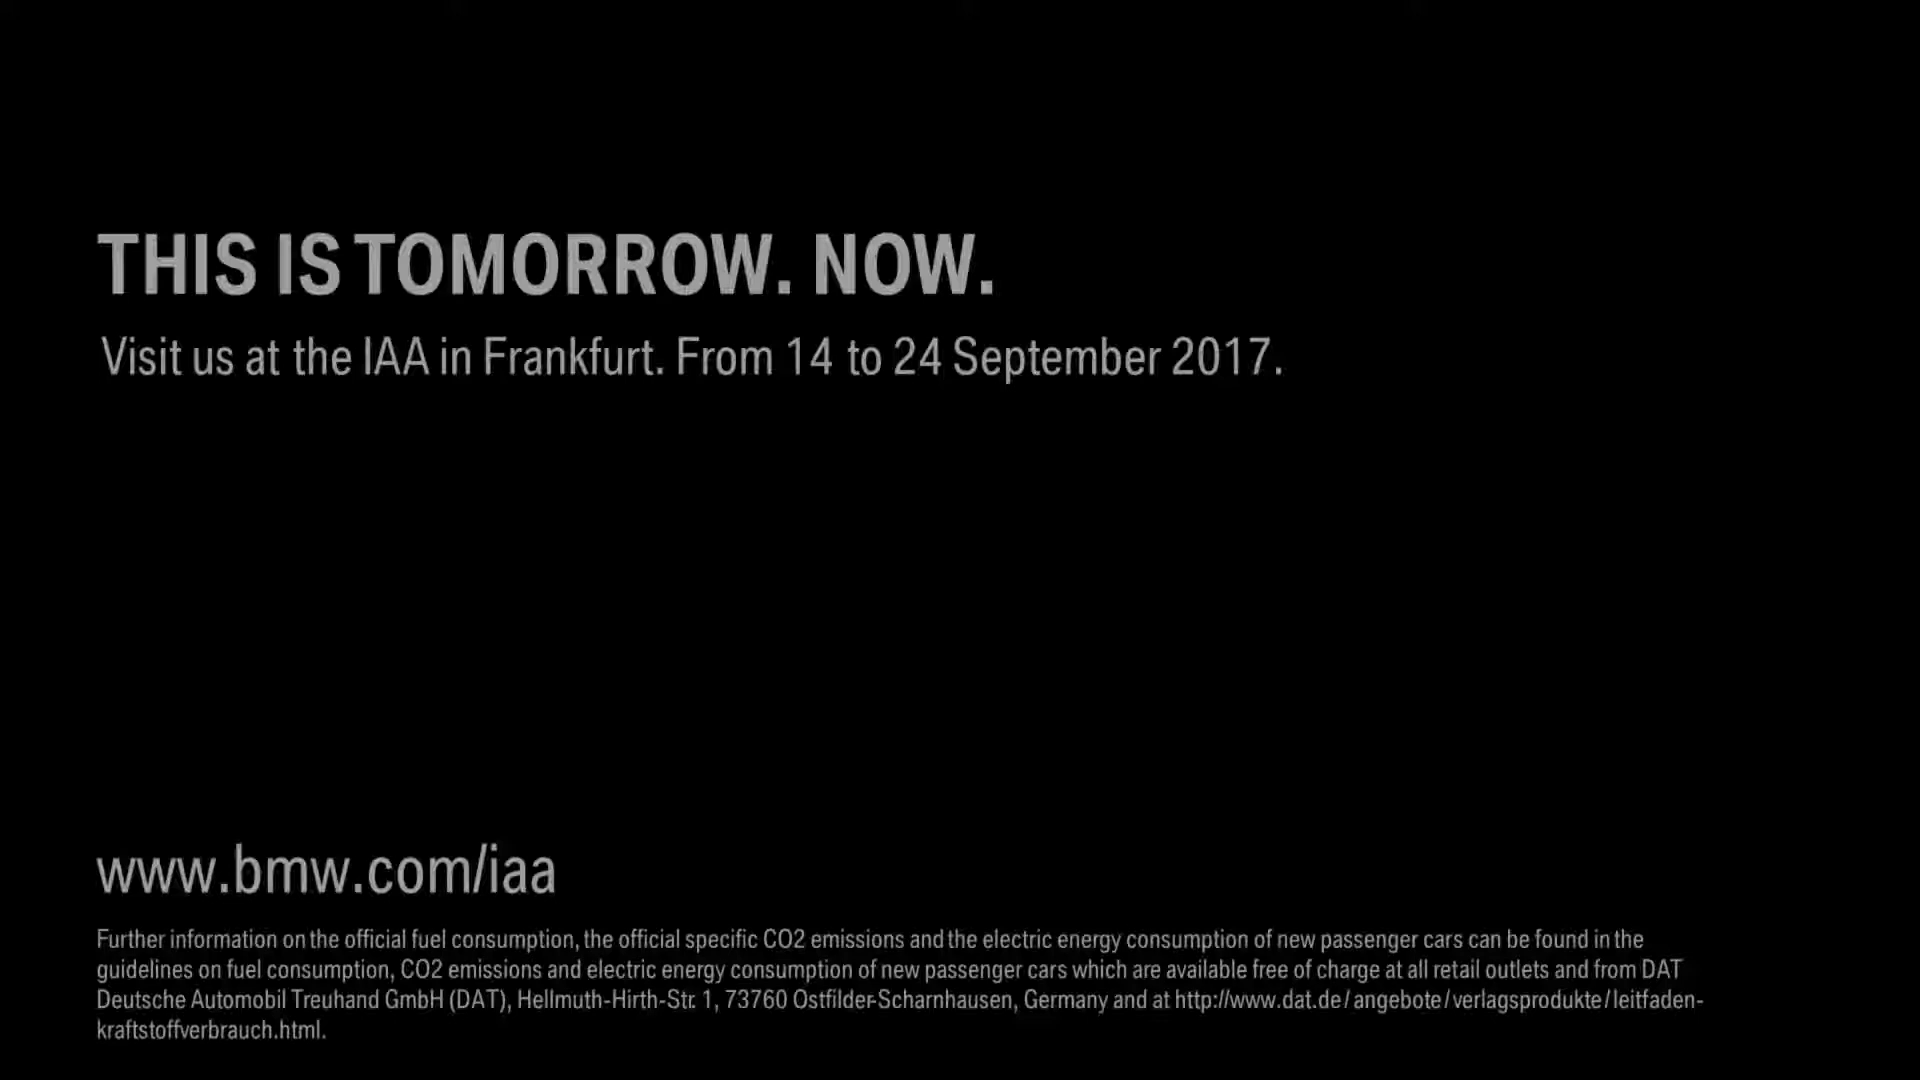 THIS IS TOMORROW. NOW.
Visit us at the IAA in Frankfurt. From 14 to 24 September 2017.
www.bmw.com/iaa
Further information on the official fuel consumption, the official specific CO2 emissions and the electric energy consumption of new passenger cars can be found in the
guidelines on fuel consumption, CO2 emissions and electric energy consumption of new passenger cars which are available free of charge at all retail outlets and from DAT
Deutsche Automobil Treuhand GmbH (DAT), Hellmuth-Hirth-Str. 1, 73760 Ostfilder-Scharnhausen, Germany and at http://www.dat.de/angebote/verlagsprodukte/leitfaden-
kraftstoffverbrauch.html.